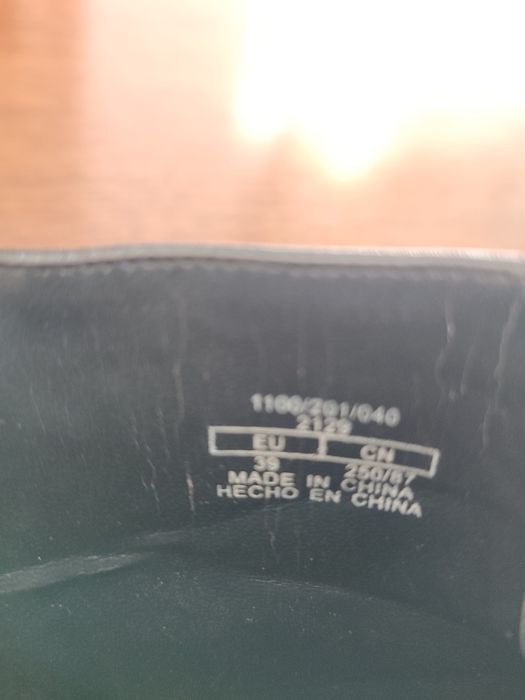 1100/201/040
2129
EU CN
39 250/87
MADE IN CHINA
HECHO EN CHINA